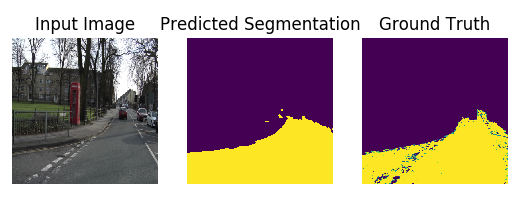 Input Image
Predicted Segmentation
Ground Truth